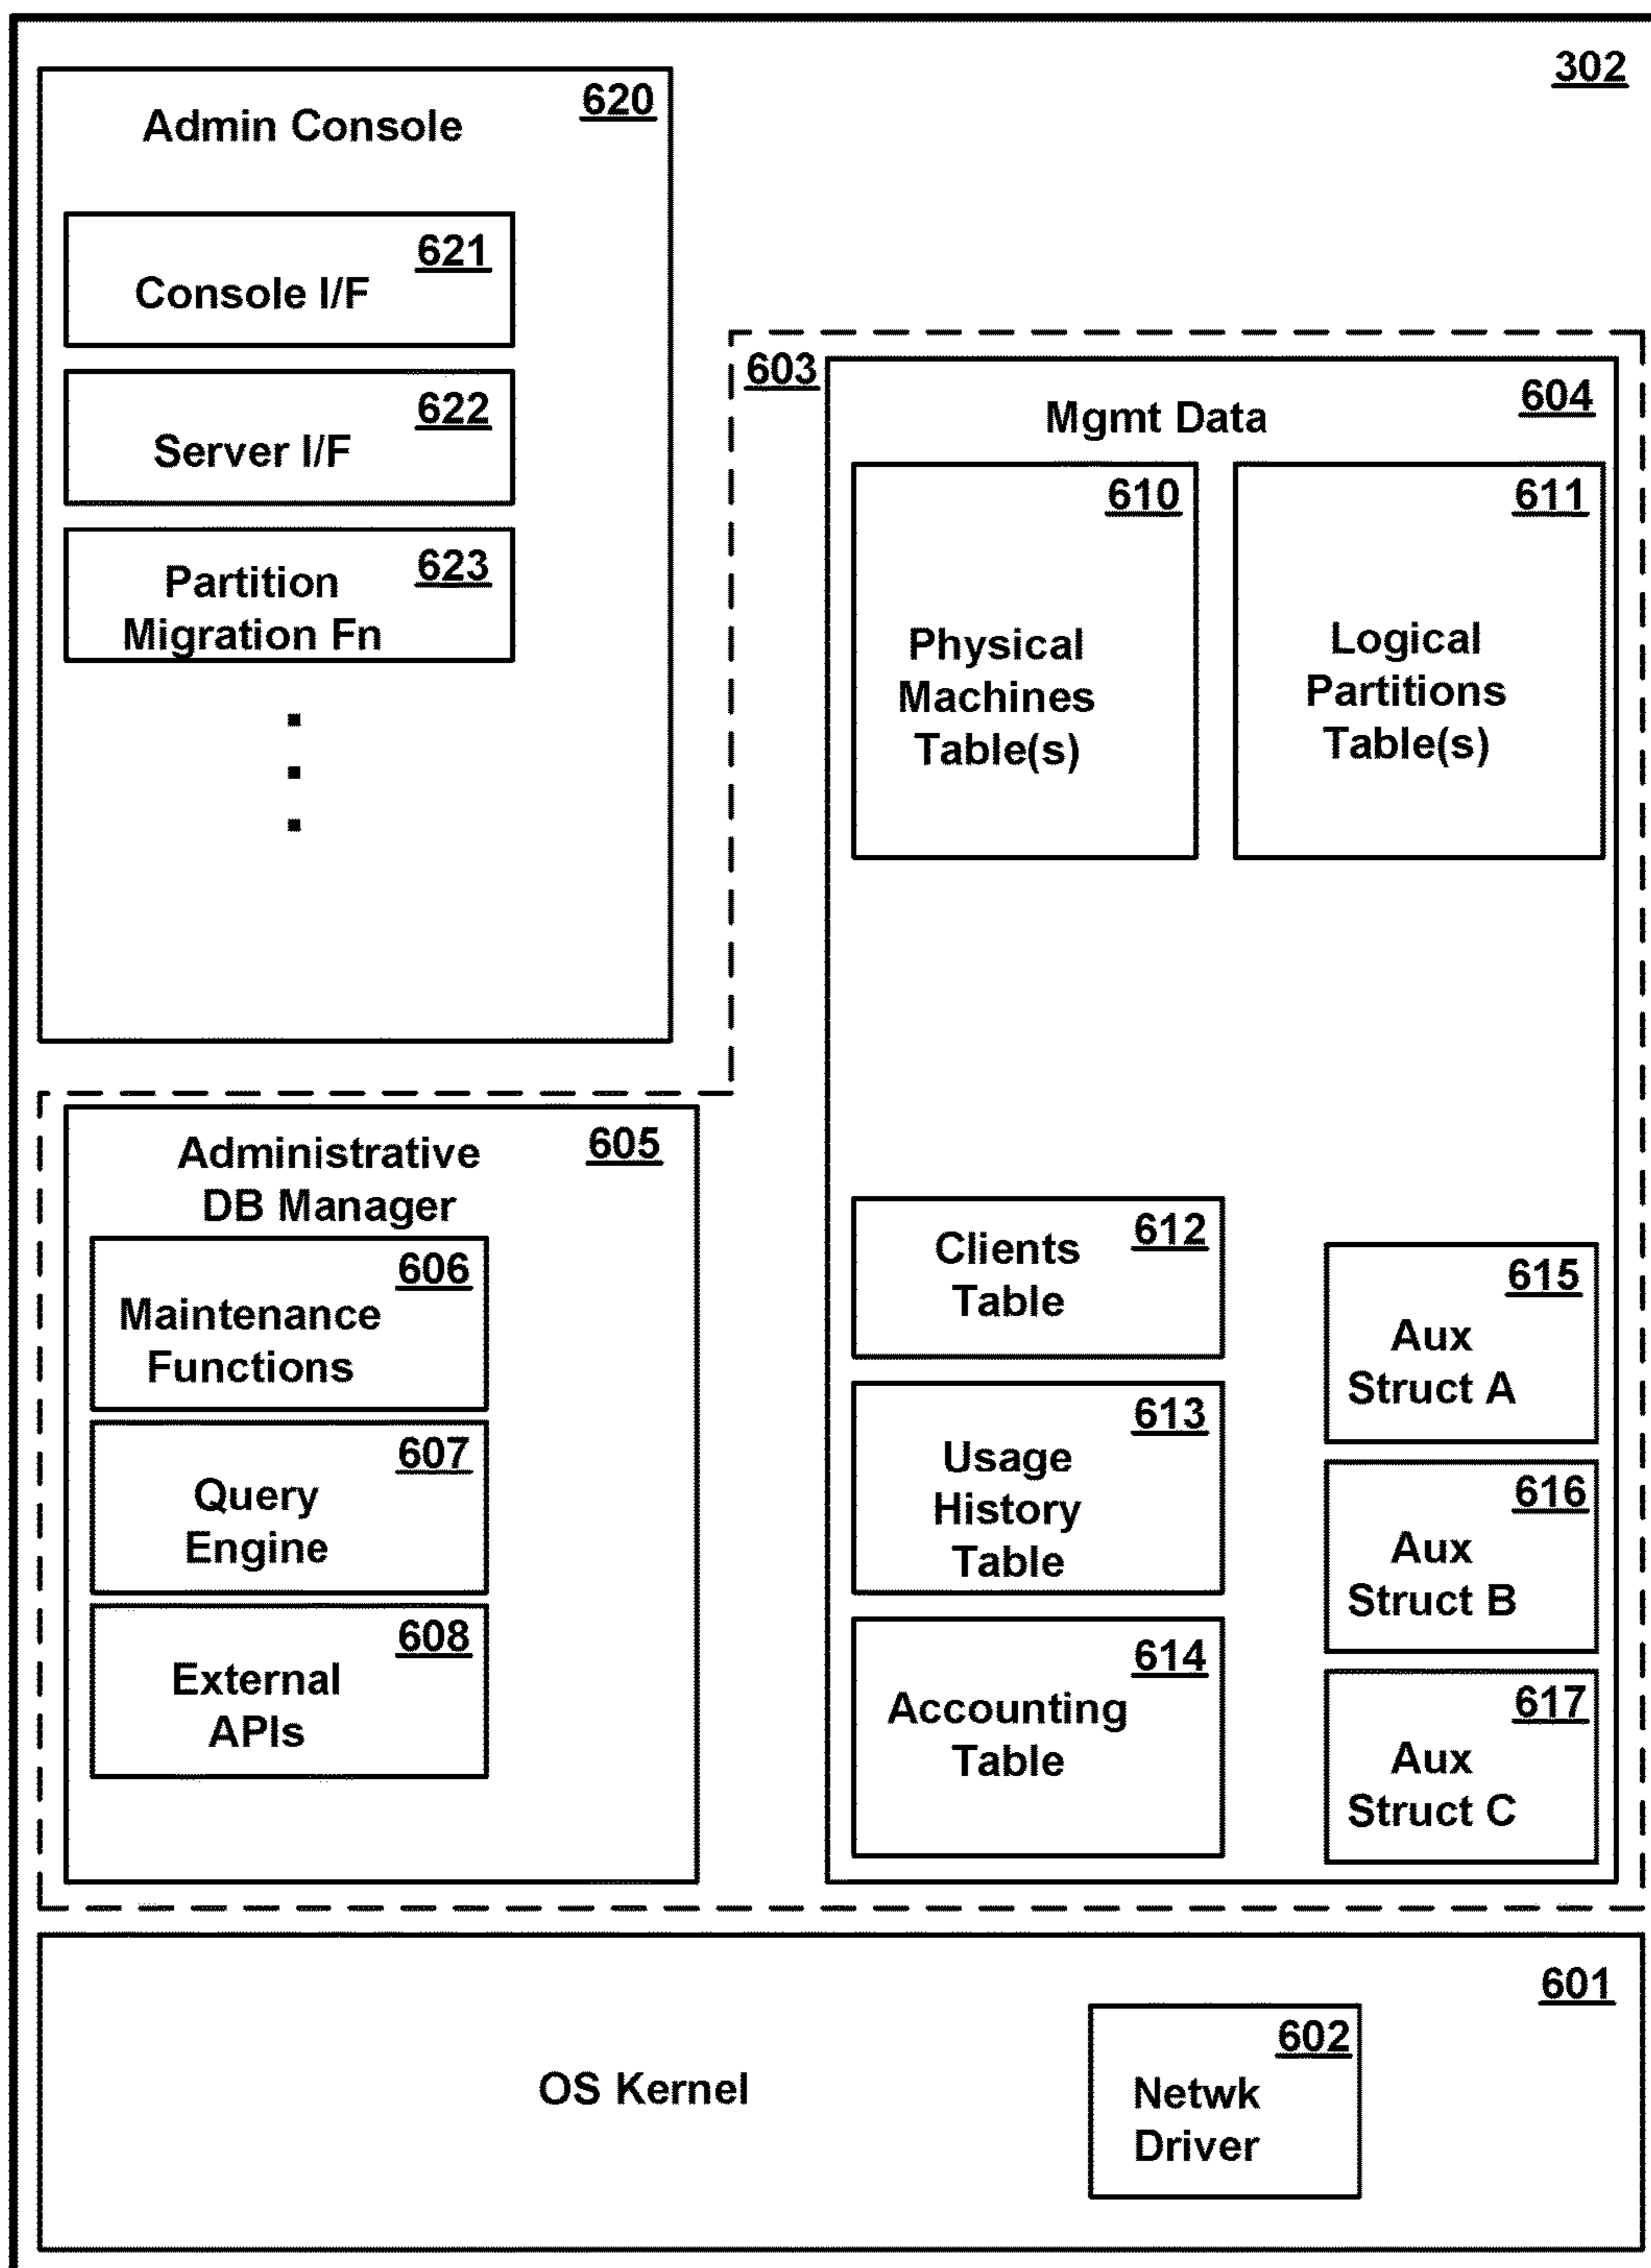 302
620
Admin Console
621
Console I/F
622
Server I/F
623
Partition
Migration Fn
603
604
Mgmt Data
610
Physical
Machines
Table(s)
611
Logical
Partitions
Table(s)
605
Administrative
DB Manager
606
Maintenance
Functions
607
Query
Engine
608
External
APIs
612
Clients
Table
613
Usage
History
Table
614
Accounting
Table
615
Aux
Struct A
616
Aux
Struct B
617
Aux
Struct C
601
OS Kernel
602
Netwk
Driver